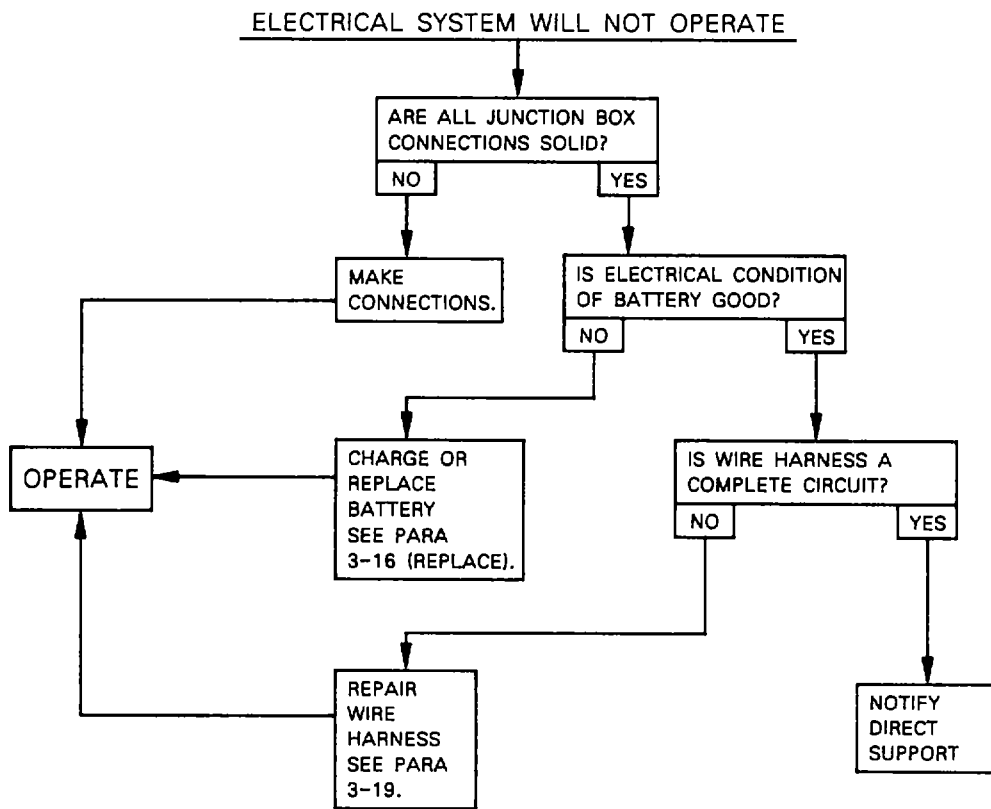 ELECTRICAL SYSTEM WILL NOT OPERATE
ARE ALL JUNCTION BOX
CONNECTIONS SOLID?
NO
YES
MAKE
CONNECTIONS.
IS ELECTRICAL CONDITION
OF BATTERY GOOD?
NO
YES
OPERATE
CHARGE OR
REPLACE
BATTERY
SEE PARA
3-16 (REPLACE).
IS WIRE HARNESS A
COMPLETE CIRCUIT?
NO
YES
REPAIR
WIRE
HARNESS
SEE PARA
3-19.
NOTIFY
DIRECT
SUPPORT